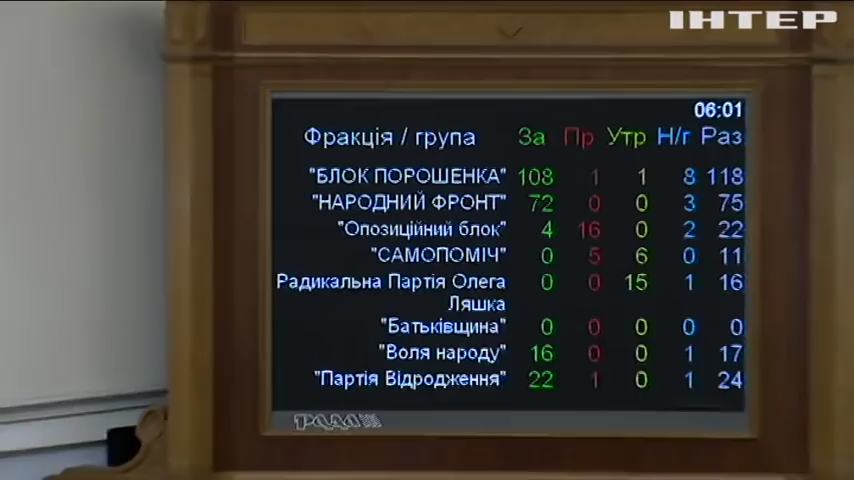 ІНТЕР
06:01
Фракція / група За Пр Утр Н/г Раз
"БЛОК ПОРОШЕНКА" 108 1 1 8 118
"НАРОДНИЙ ФРОНТ" 72 0 0 3 75
"Опозиційний блок" 4 16 0 2 22
"САМОПОМІЧ" 0 5 6 0 11
Радикальна Партія Олега 0 0 15 1 16
Ляшка
"Батьківщина" 0 0 0 0 0
"Воля народу" 16 0 0 1 17
"Партія Відродження" 22 1 0 1 24
РАДА